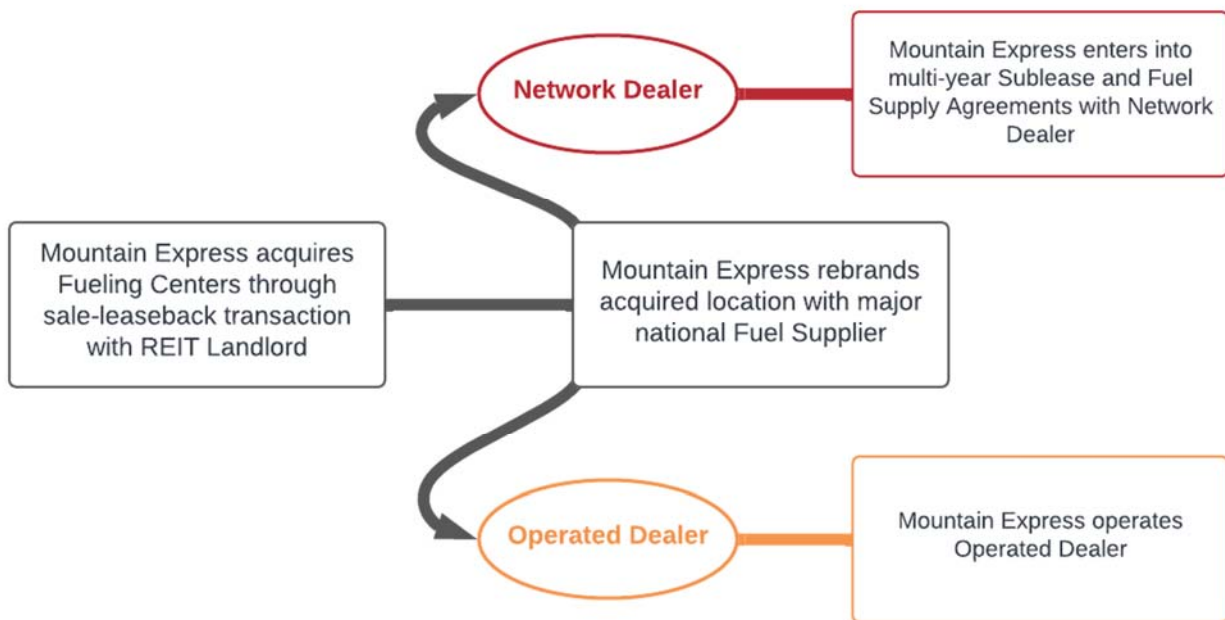 Mountain Express acquires
Fueling Centers through
sale-leaseback transaction
with REIT Landlord
Mountain Express rebrands
acquired location with major
national Fuel Supplier
Network Dealer
Mountain Express enters into
multi-year Sublease and Fuel
Supply Agreements with Network
Dealer
Operated Dealer
Mountain Express operates
Operated Dealer